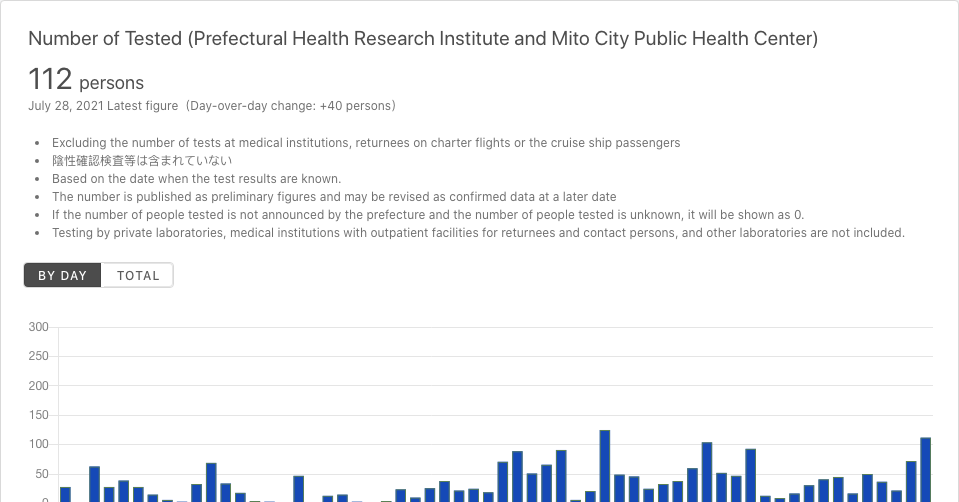 Number of Tested (Prefectural Health Research Institute and Mito City Public Health Center)
112 persons
July 28, 2021 Latest figure（Day-over-day change: +40 persons）
Excluding the number of tests at medical institutions, returnees on charter flights or the cruise ship passengers
陰性確認検査等は含まれていない
Based on the date when the test results are known.
The number is published as preliminary figures and may be revised as confirmed data at a later date
If the number of people tested is not announced by the prefecture and the number of people tested is unknown, it will be shown as 0.
Testing by private laboratories, medical institutions with outpatient facilities for returnees and contact persons, and other laboratories are not included.
BY DAY TOTAL
300
250
200
150
100
50
0